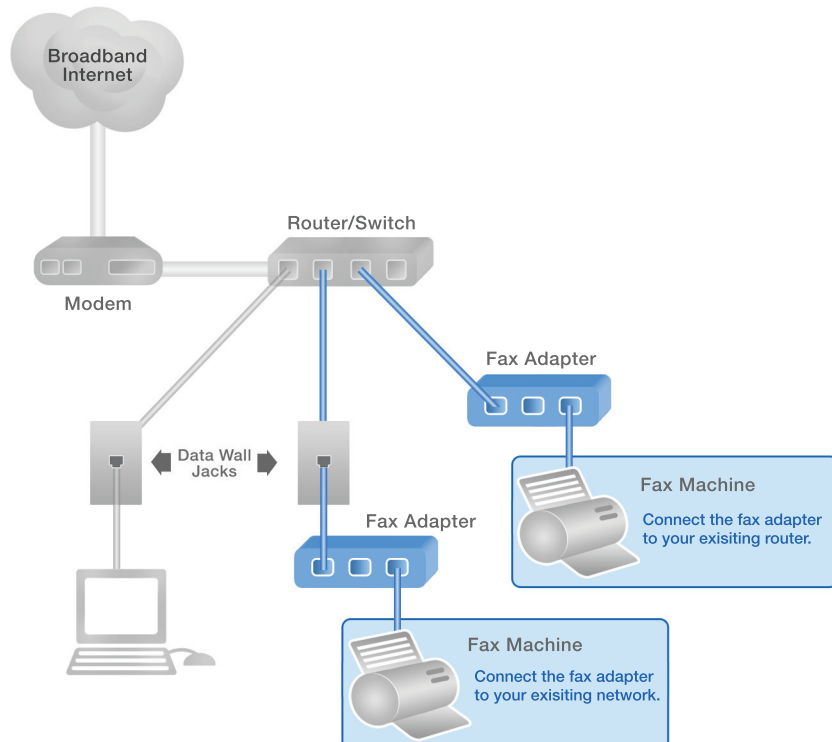 Broadband
Internet
Router/Switch
Modem
Fax Adapter
Data Wall
Jacks
Fax Machine
Connect the fax adapter
to your exisiting router.
Fax Adapter
Fax Machine
Connect the fax adapter
to your exisiting network.